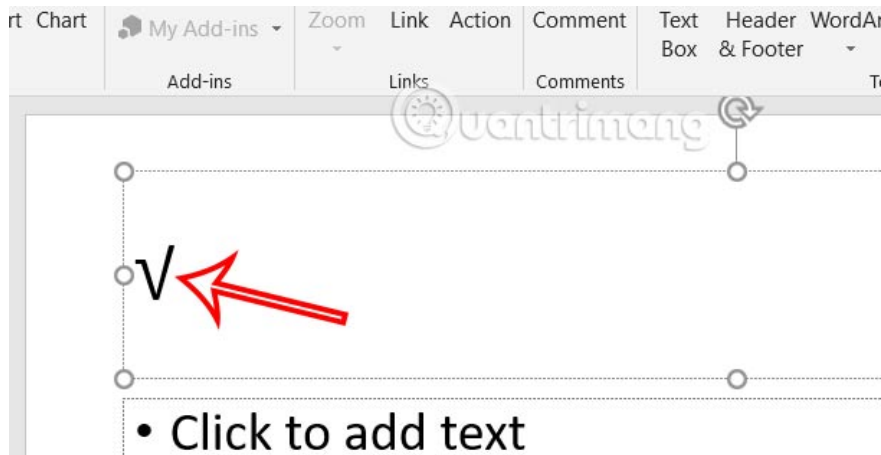 rt Chart My Add-ins Zoom Link Action Comment Text Header WordAr
Box & Footer
Add-ins Links Comments Te
Quantrimang
√
• Click to add text